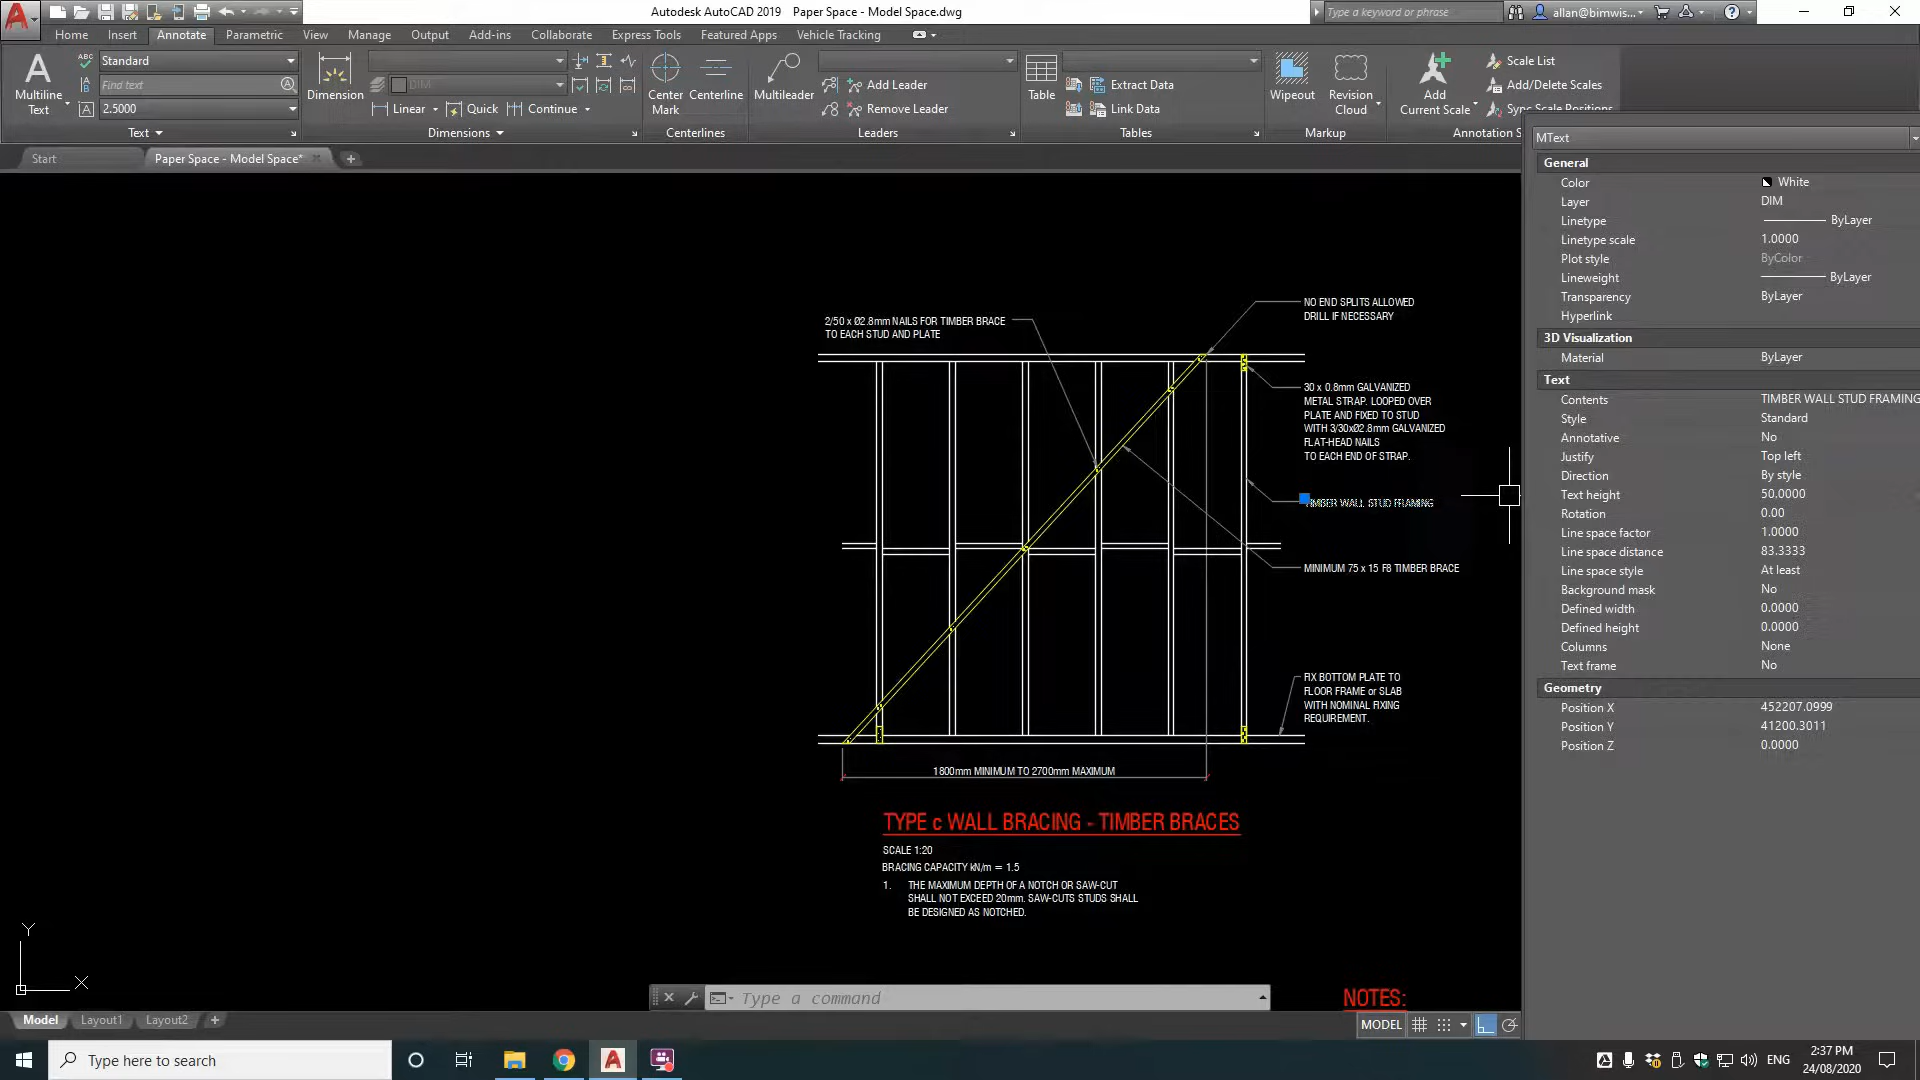 Autodesk AutoCAD 2019 Paper Space - Model Space.dwg
Type a keyword or phrase
allan@bimwis...
Home Insert Annotate Parametric View Manage Output Add-ins Collaborate Express Tools Featured Apps Vehicle Tracking
Multiline
Text
ABC
Standard
Find text
2.5000
Text
Dimension
DIM
Linear
Quick
Continue
Dimensions
Center
Mark
Centerline
Centerlines
Multileader
Add Leader
Remove Leader
Leaders
Table
Extract Data
Link Data
Tables
Wipeout
Revision
Cloud
Markup
Add
Current Scale
Scale List
Add/Delete Scales
Sync Scale Positions
Annotation S
Start
Paper Space - Model Space*
MText
General
Color White
Layer DIM
Linetype ByLayer
Linetype scale 1.0000
Plot style ByColor
Lineweight ByLayer
Transparency ByLayer
Hyperlink
3D Visualization
Material ByLayer
Text
Contents TIMBER WALL STUD FRAMING
Style Standard
Annotative No
Justify Top left
Direction By style
Text height 50.0000
Rotation 0.00
Line space factor 1.0000
Line space distance 83.3333
Line space style At least
Background mask No
Defined width 0.0000
Defined height 0.0000
Columns None
Text frame No
Geometry
Position X 452207.0999
Position Y 41200.3011
Position Z 0.0000
NO END SPLITS ALLOWED
DRILL IF NECESSARY
2/50 x Ø2.8mm NAILS FOR TIMBER BRACE
TO EACH STUD AND PLATE
30 x 0.8mm GALVANIZED
METAL STRAP. LOOPED OVER
PLATE AND FIXED TO STUD
WITH 3/30xØ2.8mm GALVANIZED
FLAT-HEAD NAILS
TO EACH END OF STRAP.
TIMBER WALL STUD FRAMING
MINIMUM 75 x 15 F8 TIMBER BRACE
FIX BOTTOM PLATE TO
FLOOR FRAME or SLAB
WITH NOMINAL FIXING
REQUIREMENT.
1800mm MINIMUM TO 2700mm MAXIMUM
TYPE c WALL BRACING - TIMBER BRACES
SCALE 1:20
BRACING CAPACITY kN/m = 1.5
1. THE MAXIMUM DEPTH OF A NOTCH OR SAW-CUT
SHALL NOT EXCEED 20mm. SAW-CUTS STUDS SHALL
BE DESIGNED AS NOTCHED.
NOTES:
Y
X
Type a command
Model Layout1 Layout2
MODEL
Type here to search
ENG
2:37 PM
24/08/2020